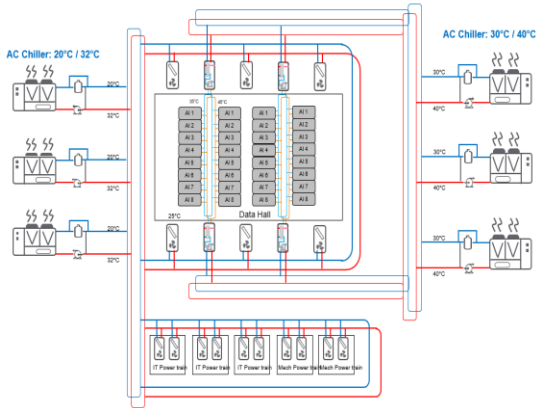 AC Chiller: 20°C / 32°C
AC Chiller: 30°C / 40°C
20°C
32°C
20°C
32°C
20°C
32°C
30°C
40°C
30°C
40°C
30°C
40°C
45°C
AI 1 AI 1 AI 1 AI 1
AI 2 AI 2 AI 2 AI 2
AI 3 AI 3 AI 3 AI 3
AI 4 AI 4 AI 4 AI 4
AI 5 AI 5 AI 5 AI 5
AI 6 AI 6 AI 6 AI 6
AI 7 AI 7 AI 7 AI 7
AI 8 AI 8 AI 8 AI 8
25°C
Data Hall
IT Power train
IT Power train
IT Power train
Mech Power train
Mech Power train